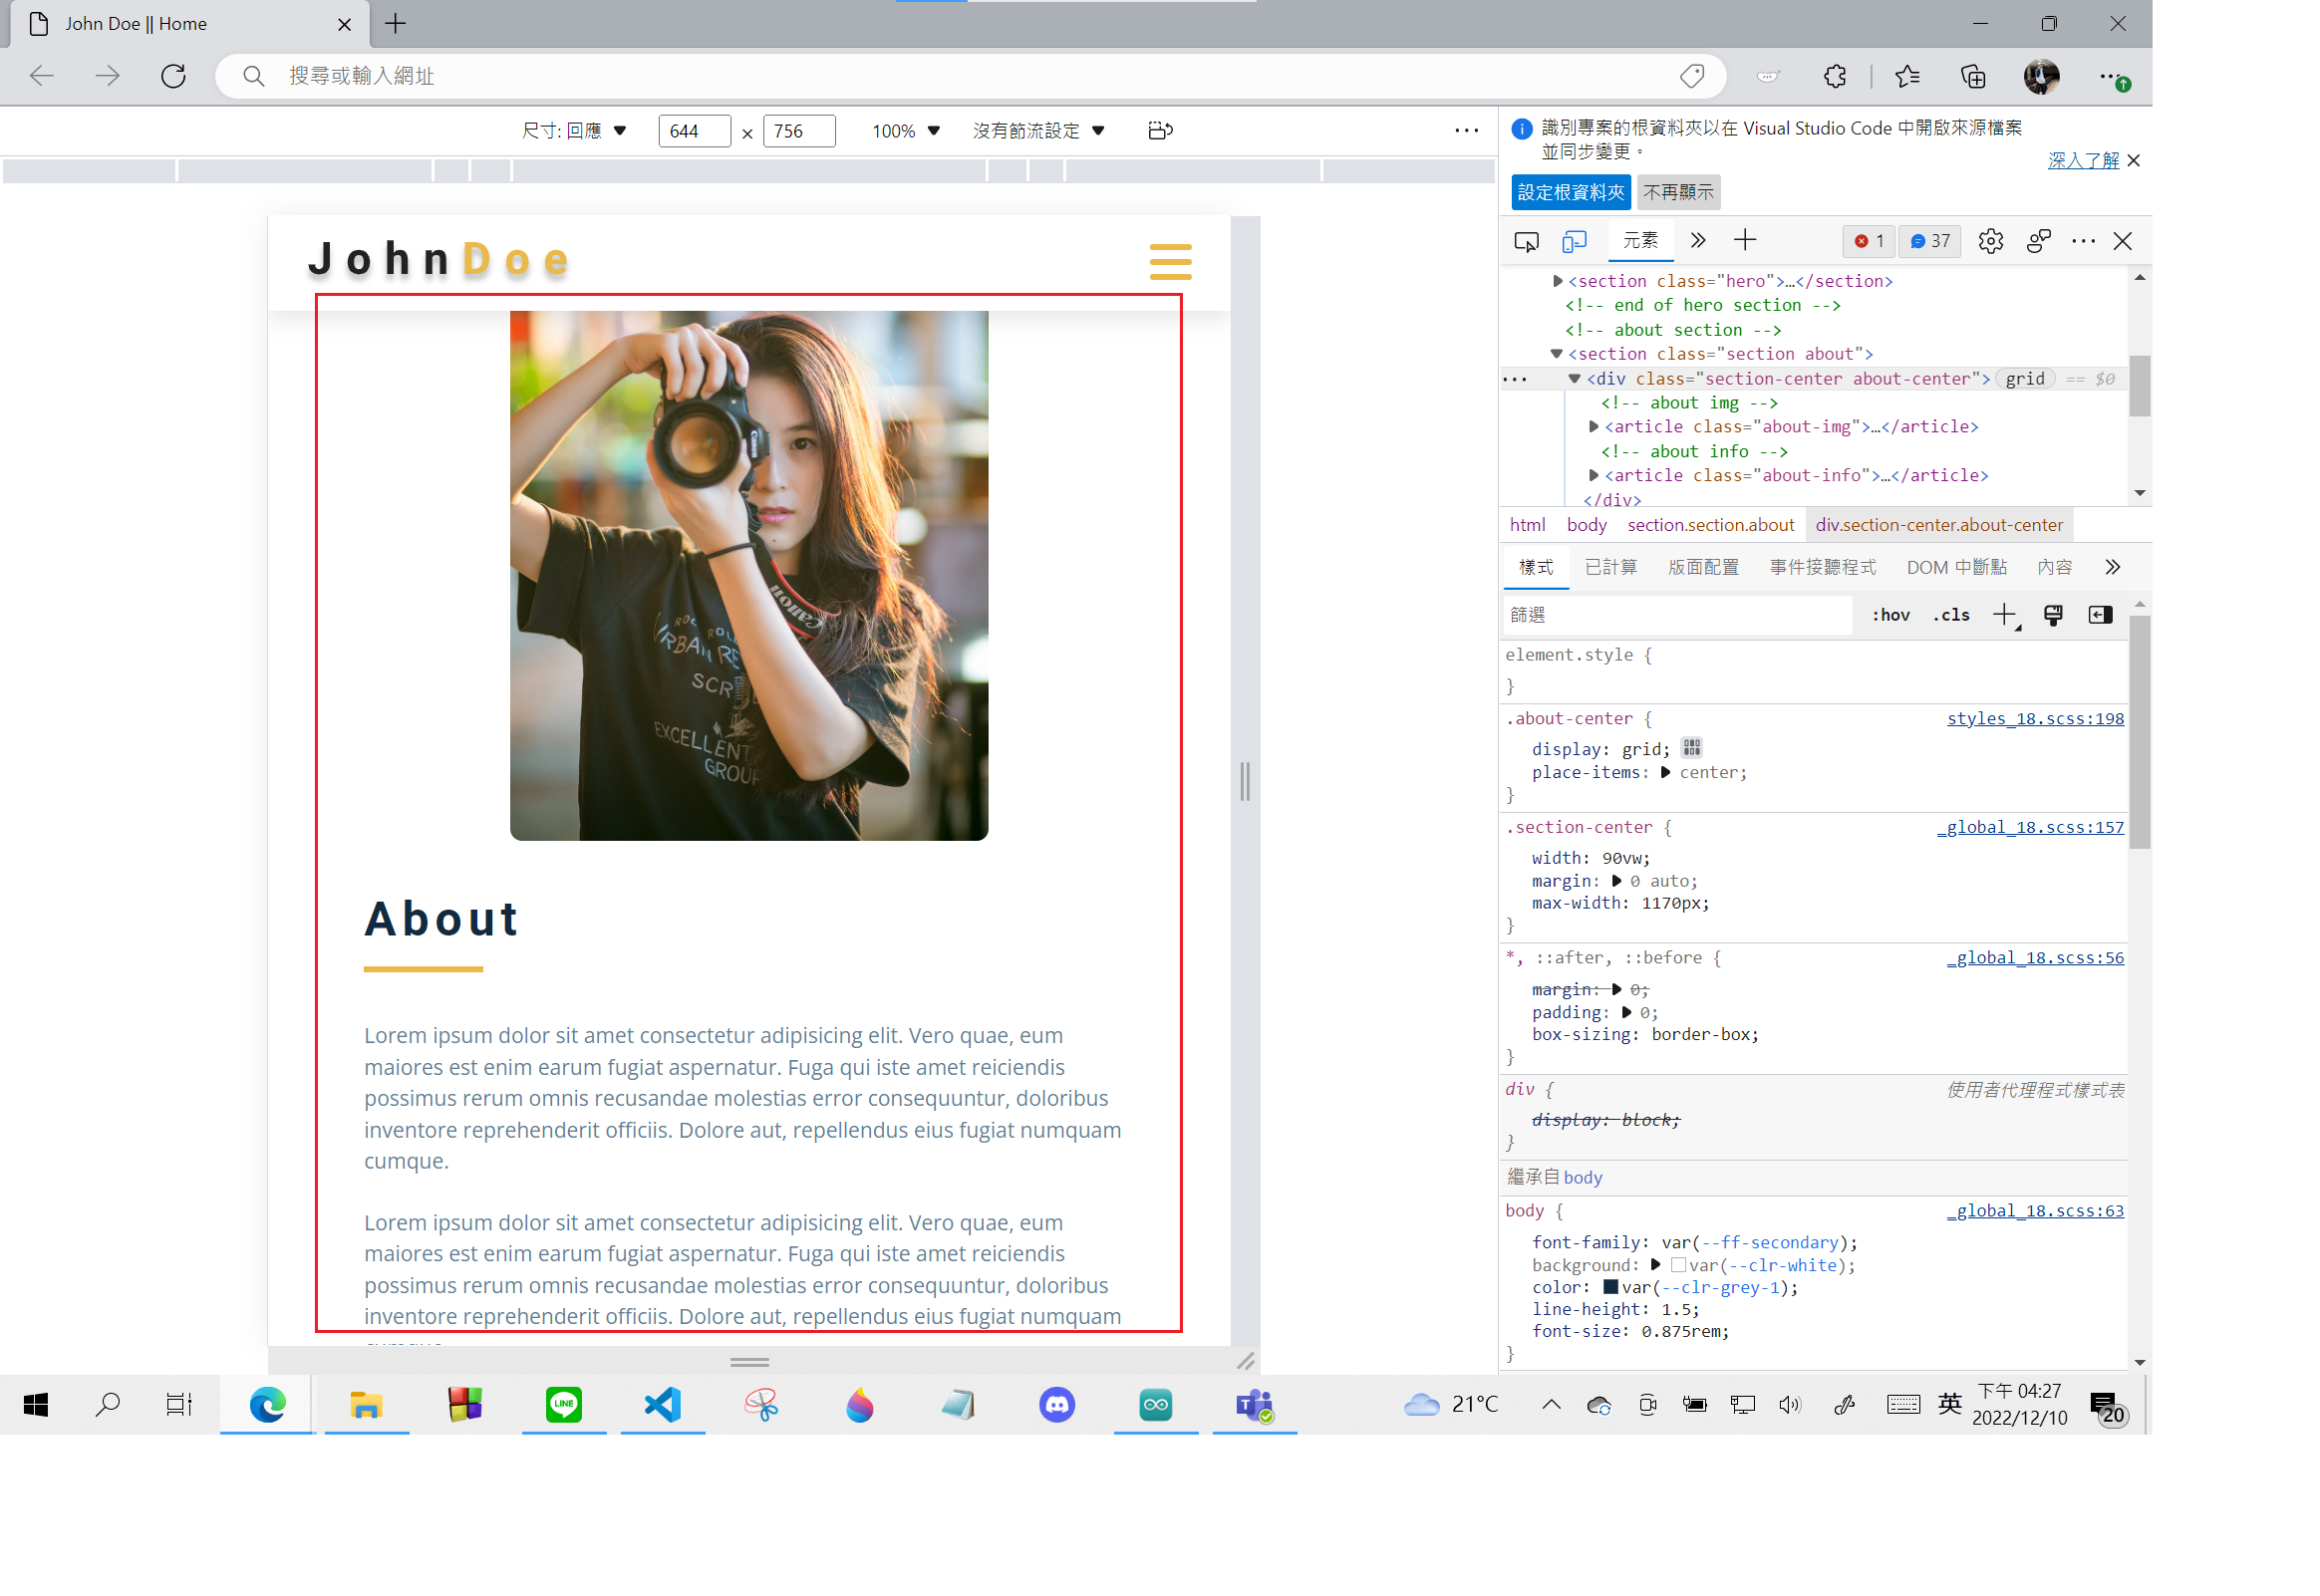 John Doe || Home
搜尋或輸入網址
尺寸: 回應
644 × 756
100%
沒有節流設定
識別專案的根資料夾以在 Visual Studio Code 中開啟來源檔案
並同步變更。
深入了解
設定根資料夾
不再顯示
JohnDoe
元素
1
37
<section class="hero">…</section>
<!-- end of hero section -->
<!-- about section -->
<section class="section about">
<div class="section-center about-center"> grid == $0
<!-- about img -->
<article class="about-img">…</article>
<!-- about info -->
<article class="about-info">…</article>
</div>
html body section.section.about div.section-center.about-center
樣式 已計算 版面配置 事件接聽程式 DOM 中斷點 內容
篩選
:hov .cls
element.style {
}
.about-center { styles_18.scss:198
display: grid;
place-items: center;
}
.section-center { _global_18.scss:157
width: 90vw;
margin: 0 auto;
max-width: 1170px;
}
*, ::after, ::before { _global_18.scss:56
margin: 0;
padding: 0;
box-sizing: border-box;
}
div { 使用者代理程式樣式表
display: block;
}
繼承自 body
body { _global_18.scss:63
font-family: var(--ff-secondary);
background: var(--clr-white);
color: var(--clr-grey-1);
line-height: 1.5;
font-size: 0.875rem;
}
Canon
canon
EXCELLENT
GROUP
About
Lorem ipsum dolor sit amet consectetur adipisicing elit. Vero quae, eum
maiores est enim earum fugiat aspernatur. Fuga qui iste amet reiciendis
possimus rerum omnis recusandae molestias error consequuntur, doloribus
inventore reprehenderit officiis. Dolore aut, repellendus eius fugiat numquam
cumque.
Lorem ipsum dolor sit amet consectetur adipisicing elit. Vero quae, eum
maiores est enim earum fugiat aspernatur. Fuga qui iste amet reiciendis
possimus rerum omnis recusandae molestias error consequuntur, doloribus
inventore reprehenderit officiis. Dolore aut, repellendus eius fugiat numquam
LINE
T
21°C
英
下午 04:27
2022/12/10
20